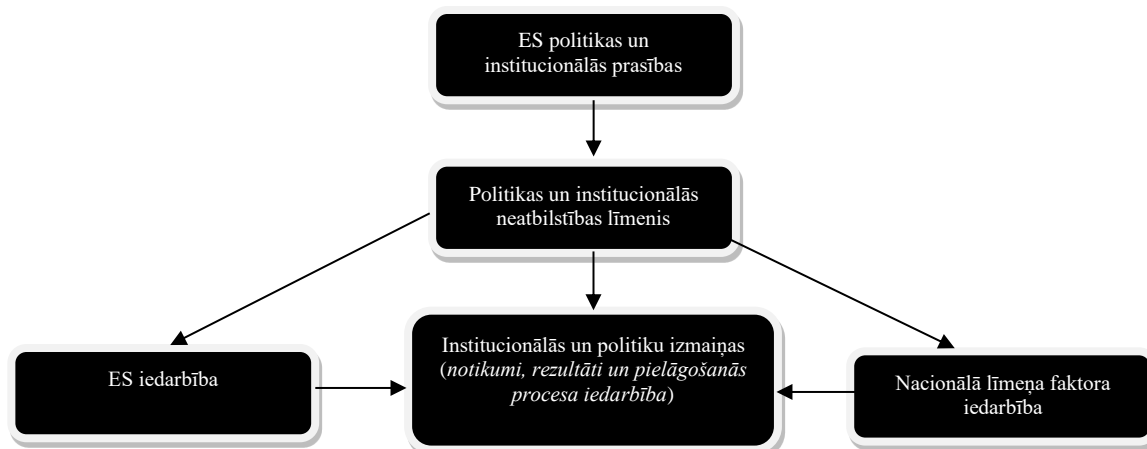 ES politikas un
institucionālās prasības
Politikas un institucionālās
neatbilstības līmenis
ES iedarbība
Institucionālās un politiku izmaiņas
(notikumi, rezultāti un pielāgošanās
procesa iedarbība)
Nacionālā līmeņa faktora
iedarbība